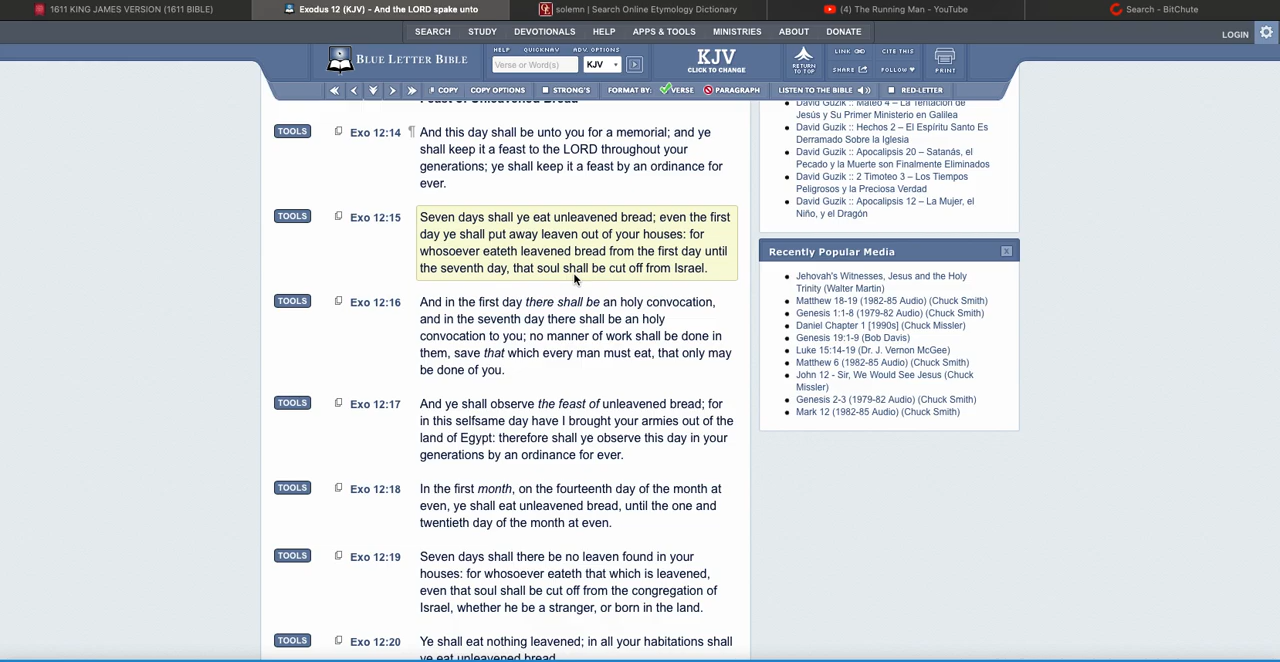 1611 KING JAMES VERSION (1611 BIBLE)
Exodus 12 (KJV) - And the LORD spake unto
solemn | Search Online Etymology Dictionary
(4) The Running Man - YouTube
Search - BitChute
SEARCH STUDY DEVOTIONALS HELP APPS & TOOLS MINISTRIES ABOUT DONATE
LOGIN
BLUE LETTER BIBLE
HELP QUICKNAV ADV. OPTIONS
Verse or Word(s) KJV
KJV
CLICK TO CHANGE
RETURN TO TOP
LINK CITE THIS
SHARE FOLLOW
PRINT
COPY COPY OPTIONS STRONG'S FORMAT BY: VERSE PARAGRAPH LISTEN TO THE BIBLE RED-LETTER
Feast of Unleavened Bread
TOOLS Exo 12:14 ¶ And this day shall be unto you for a memorial; and ye
shall keep it a feast to the LORD throughout your
generations; ye shall keep it a feast by an ordinance for
ever.
TOOLS Exo 12:15 Seven days shall ye eat unleavened bread; even the first
day ye shall put away leaven out of your houses: for
whosoever eateth leavened bread from the first day until
the seventh day, that soul shall be cut off from Israel.
TOOLS Exo 12:16 And in the first day there shall be an holy convocation,
and in the seventh day there shall be an holy
convocation to you; no manner of work shall be done in
them, save that which every man must eat, that only may
be done of you.
TOOLS Exo 12:17 And ye shall observe the feast of unleavened bread; for
in this selfsame day have I brought your armies out of the
land of Egypt: therefore shall ye observe this day in your
generations by an ordinance for ever.
TOOLS Exo 12:18 In the first month, on the fourteenth day of the month at
even, ye shall eat unleavened bread, until the one and
twentieth day of the month at even.
TOOLS Exo 12:19 Seven days shall there be no leaven found in your
houses: for whosoever eateth that which is leavened,
even that soul shall be cut off from the congregation of
Israel, whether he be a stranger, or born in the land.
TOOLS Exo 12:20 Ye shall eat nothing leavened; in all your habitations shall
ye eat unleavened bread.
David Guzik :: Mateo 4 – La Tentación de
Jesús y Su Primer Ministerio en Galilea
David Guzik :: Hechos 2 – El Espíritu Santo Es
Derramado Sobre la Iglesia
David Guzik :: Apocalipsis 20 – Satanás, el
Pecado y la Muerte son Finalmente Eliminados
David Guzik :: 2 Timoteo 3 – Los Tiempos
Peligrosos y la Preciosa Verdad
David Guzik :: Apocalipsis 12 – La Mujer, el
Niño, y el Dragón
Recently Popular Media
Jehovah's Witnesses, Jesus and the Holy
Trinity (Walter Martin)
Matthew 18-19 (1982-85 Audio) (Chuck Smith)
Genesis 1:1-8 (1979-82 Audio) (Chuck Smith)
Daniel Chapter 1 [1990s] (Chuck Missler)
Genesis 19:1-9 (Bob Davis)
Luke 15:14-19 (Dr. J. Vernon McGee)
Matthew 6 (1982-85 Audio) (Chuck Smith)
John 12 - Sir, We Would See Jesus (Chuck
Missler)
Genesis 2-3 (1979-82 Audio) (Chuck Smith)
Mark 12 (1982-85 Audio) (Chuck Smith)